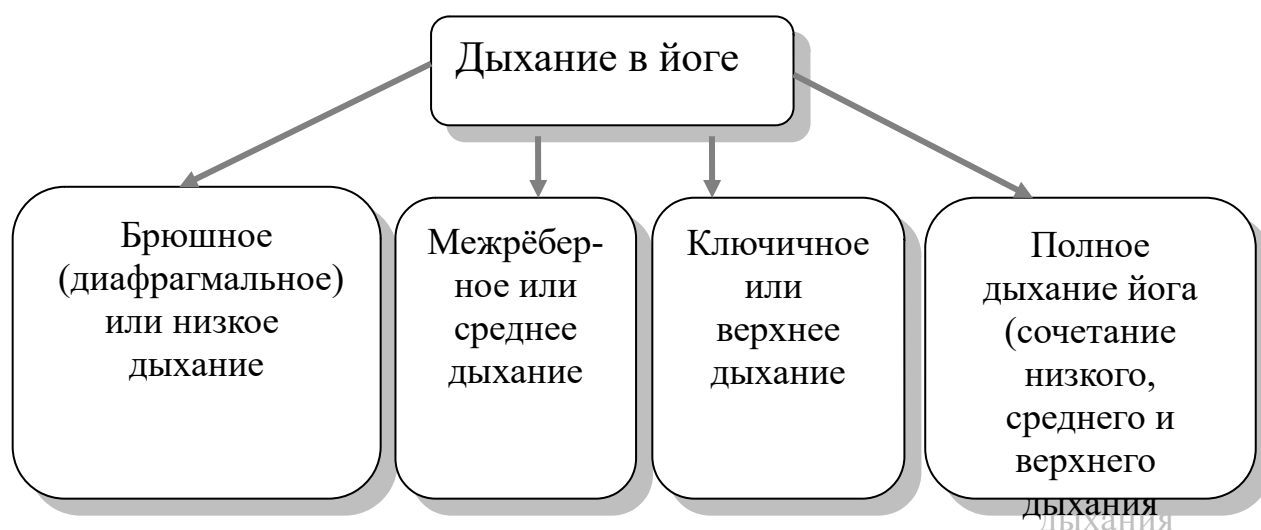 Дыхание в йоге
Брюшное
(диафрагмальное)
или низкое
дыхание
Межрёбер-
ное или
среднее
дыхание
Ключичное
или
верхнее
дыхание
Полное
дыхание йога
(сочетание
низкого,
среднего и
верхнего
дыхания